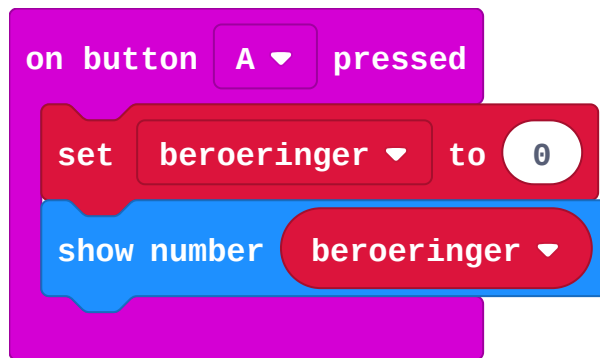 on button A pressed
set beroeringer to 0
show number beroeringer